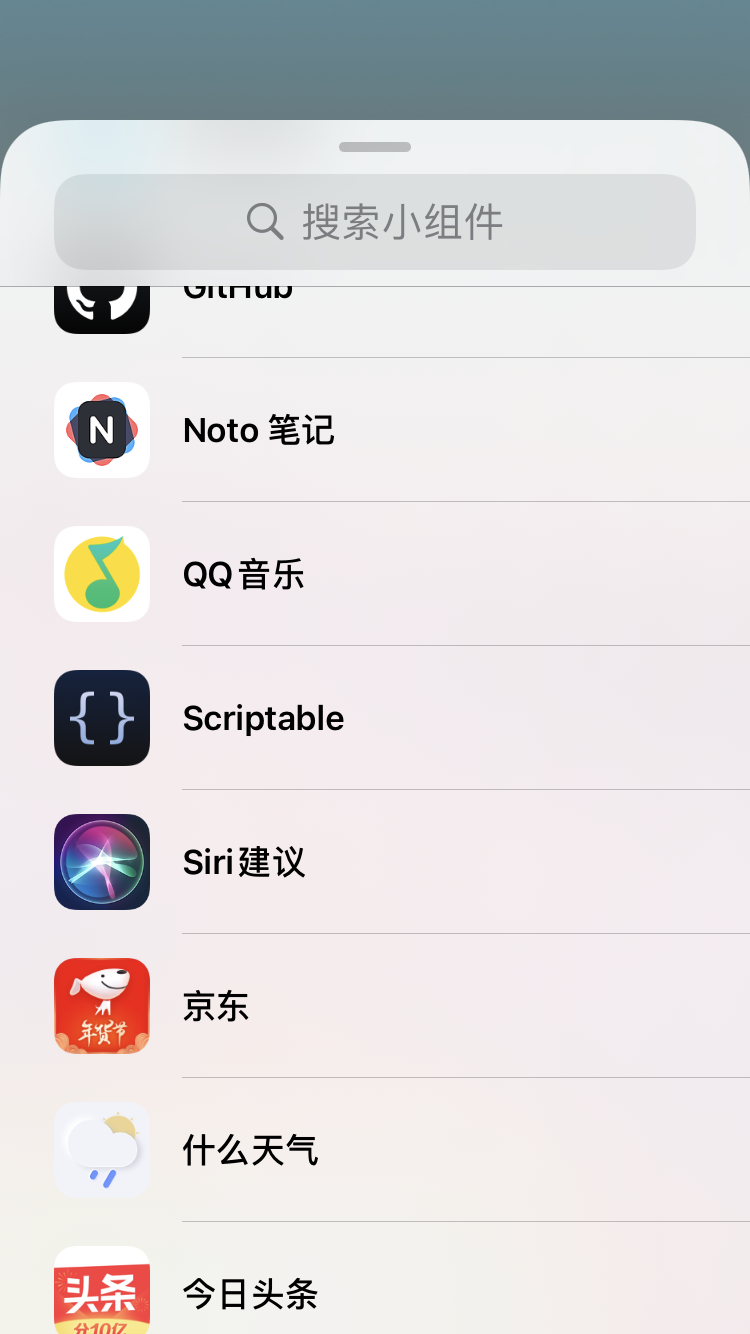 搜索小组件
GitHub
N
Noto 笔记
QQ音乐
{}
Scriptable
Siri建议
年货节
京东
什么天气
头条
分10亿
今日头条